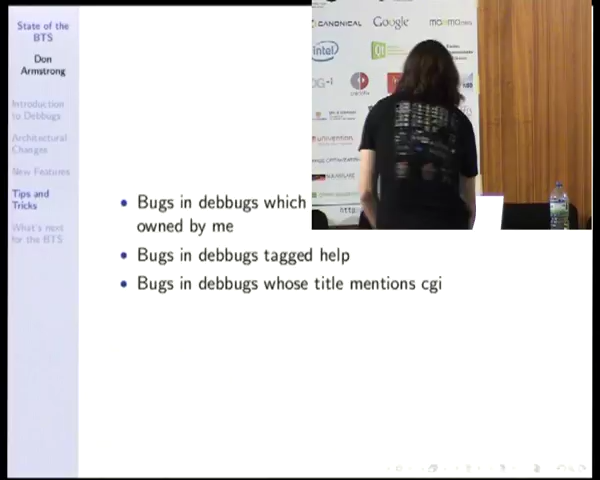 State of the
BTS
Don
Armstrong
Introduction
to Debbugs
Architectural
Changes
New Features
Tips and
Tricks
What's next
for the BTS
Bugs in debbugs which
owned by me
Bugs in debbugs tagged help
Bugs in debbugs whose title mentions cgi
CANONICAL
Google
intel
univention
http